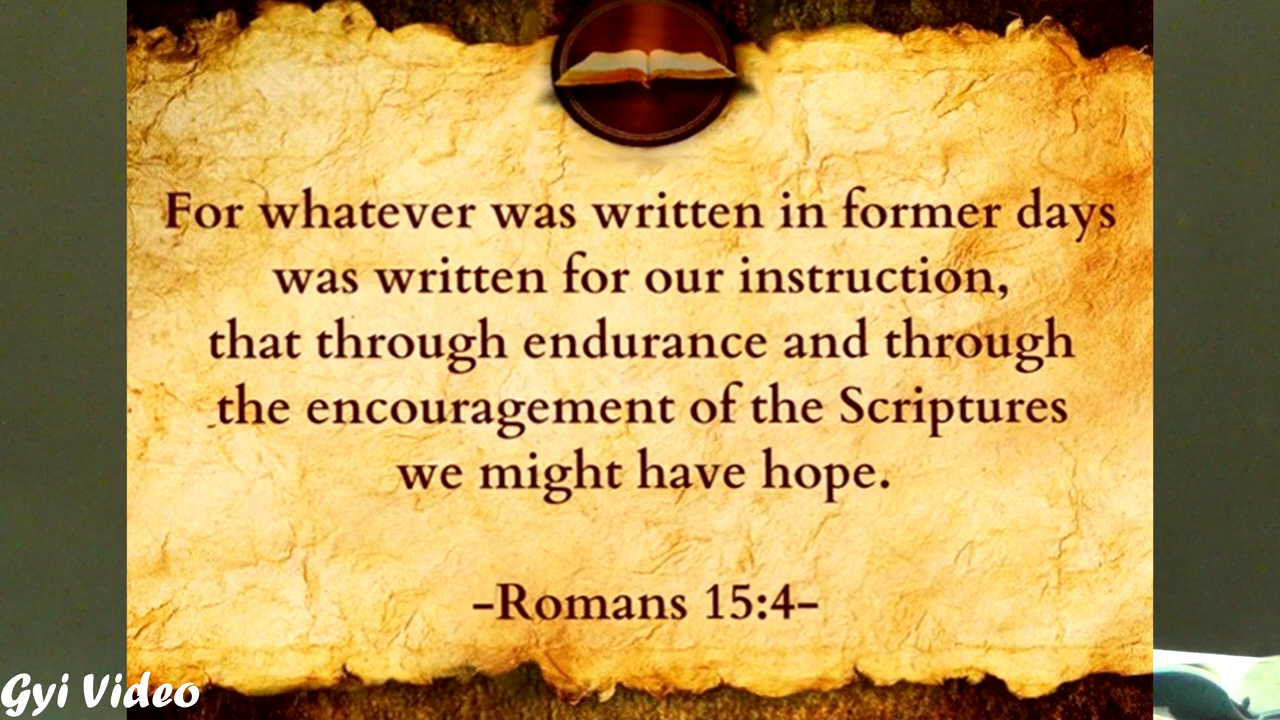 For whatever was written in former days
was written for our instruction,
that through endurance and through
the encouragement of the Scriptures
we might have hope.
-Romans 15:4-
Gyi Video